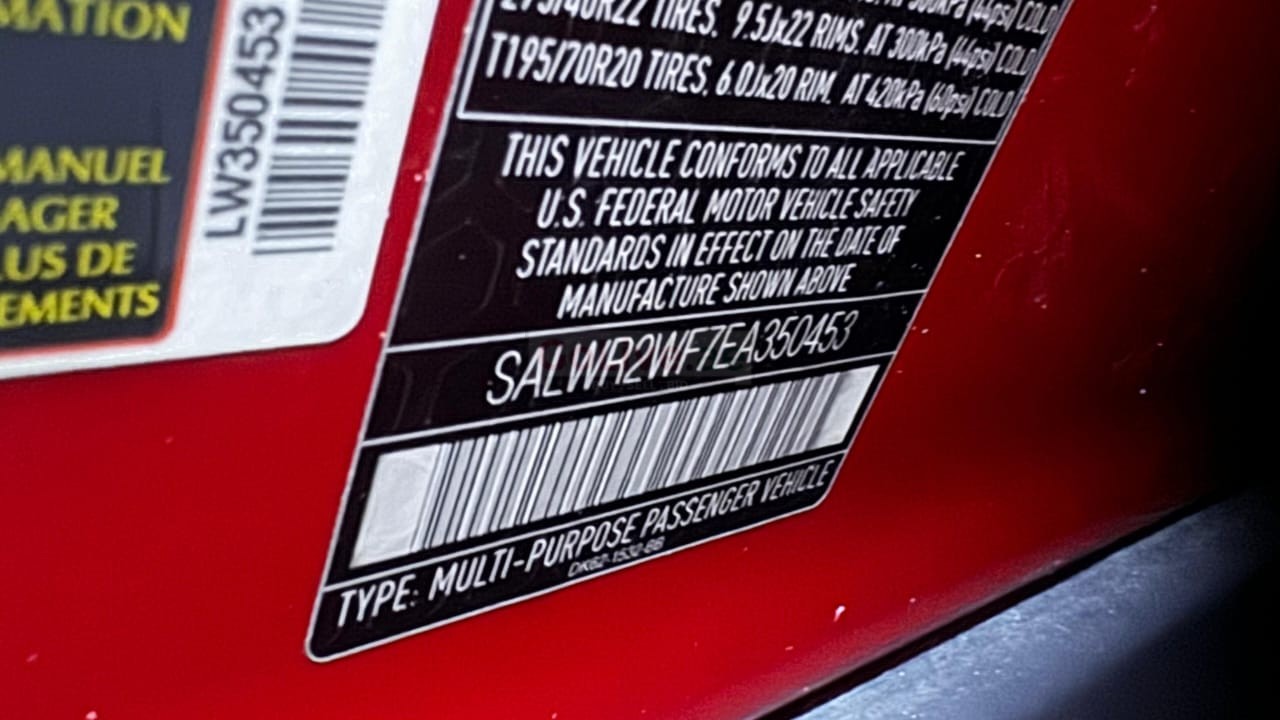 MATION
MANUEL
AGER
LUS DE
EMENTS
LW350453
275/40R22 TIRES, 9.5Jx22 RIMS, AT 300kPa (44psi) COLD
T195/70R20 TIRES, 6.0Jx20 RIM, AT 420kPa (60psi) COLD
THIS VEHICLE CONFORMS TO ALL APPLICABLE
U.S. FEDERAL MOTOR VEHICLE SAFETY
STANDARDS IN EFFECT ON THE DATE OF
MANUFACTURE SHOWN ABOVE
SALWR2WF7EA350453
TYPE: MULTI-PURPOSE PASSENGER VEHICLE
DK62-1532-BB